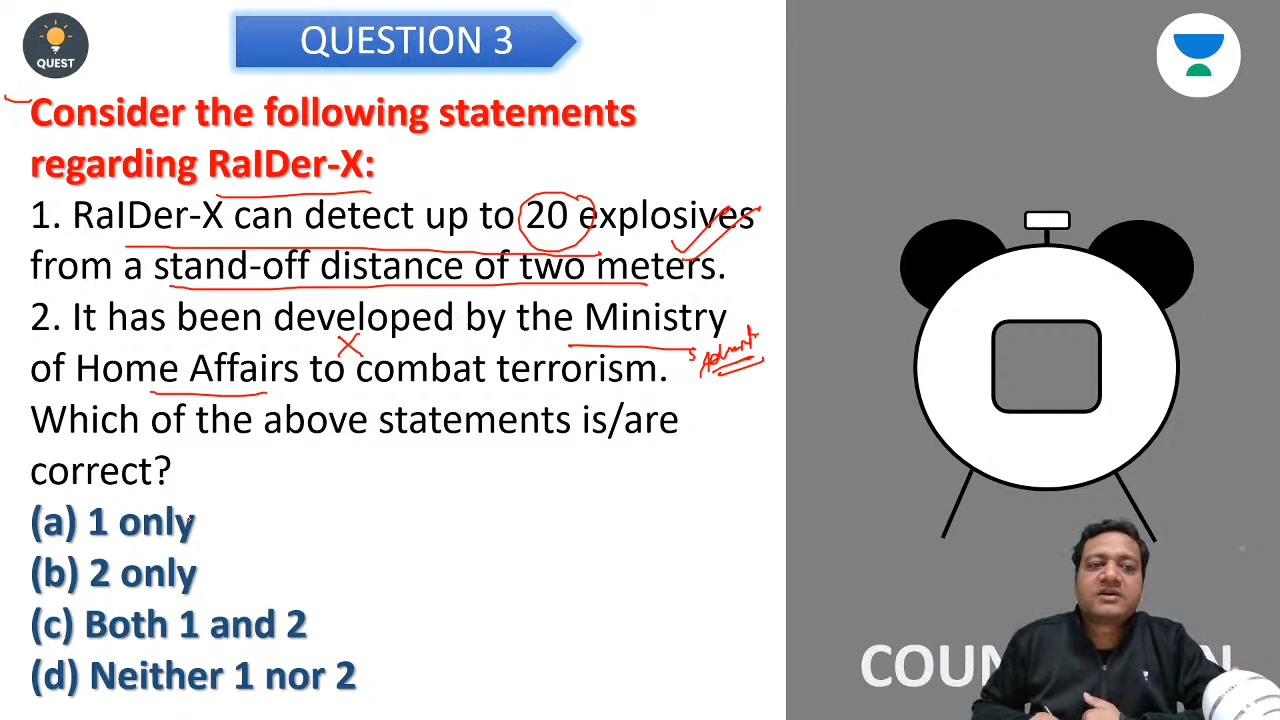 QUEST
QUESTION 3
Consider the following statements
regarding RaIDer-X:
1. RaIDer-X can detect up to 20 explosives
from a stand-off distance of two meters.
2. It has been developed by the Ministry
of Home Affairs to combat terrorism.
Which of the above statements is/are
correct?
(a) 1 only
(b) 2 only
(c) Both 1 and 2
(d) Neither 1 nor 2